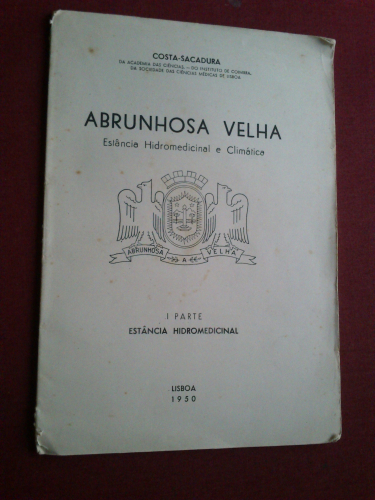 COSTA-SACADURA
DA ACADEMIA DAS CIÊNCIAS, – DO INSTITUTO DE COIMBRA,
DA SOCIEDADE DAS CIÊNCIAS MÉDICAS DE LISBOA
ABRUNHOSA VELHA
Estância Hidromedicinal e Climática
ABRUNHOSA A VELHA
I PARTE
ESTÂNCIA HIDROMEDICINAL
LISBOA
1950